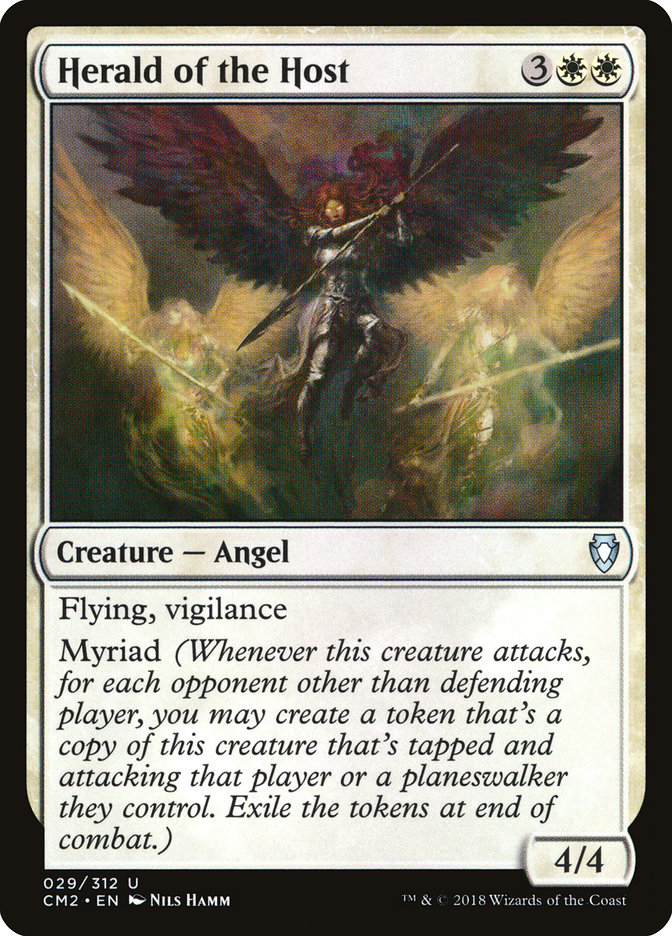 Herald of the Host 3
Creature — Angel
Flying, vigilance
Myriad (Whenever this creature attacks,
for each opponent other than defending
player, you may create a token that's a
copy of this creature that's tapped and
attacking that player or a planeswalker
they control. Exile the tokens at end of
combat.)
4/4
029/312 U
CM2 • EN Nils Hamm
™ & © 2018 Wizards of the Coast